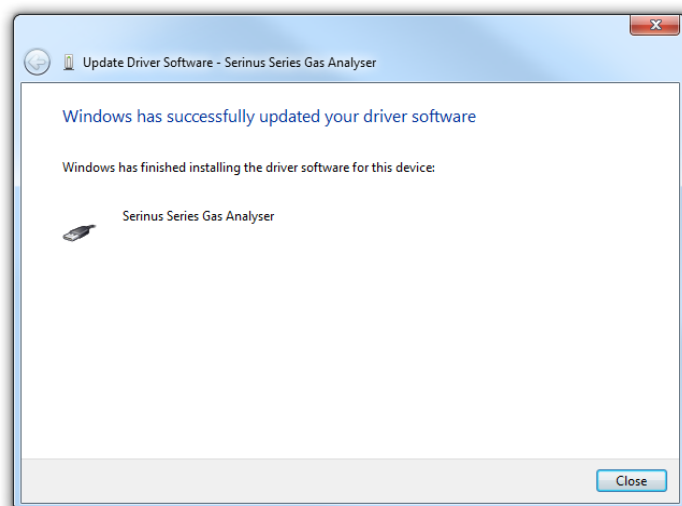 Update Driver Software - Serinus Series Gas Analyser
Windows has successfully updated your driver software
Windows has finished installing the driver software for this device:
Serinus Series Gas Analyser
Close